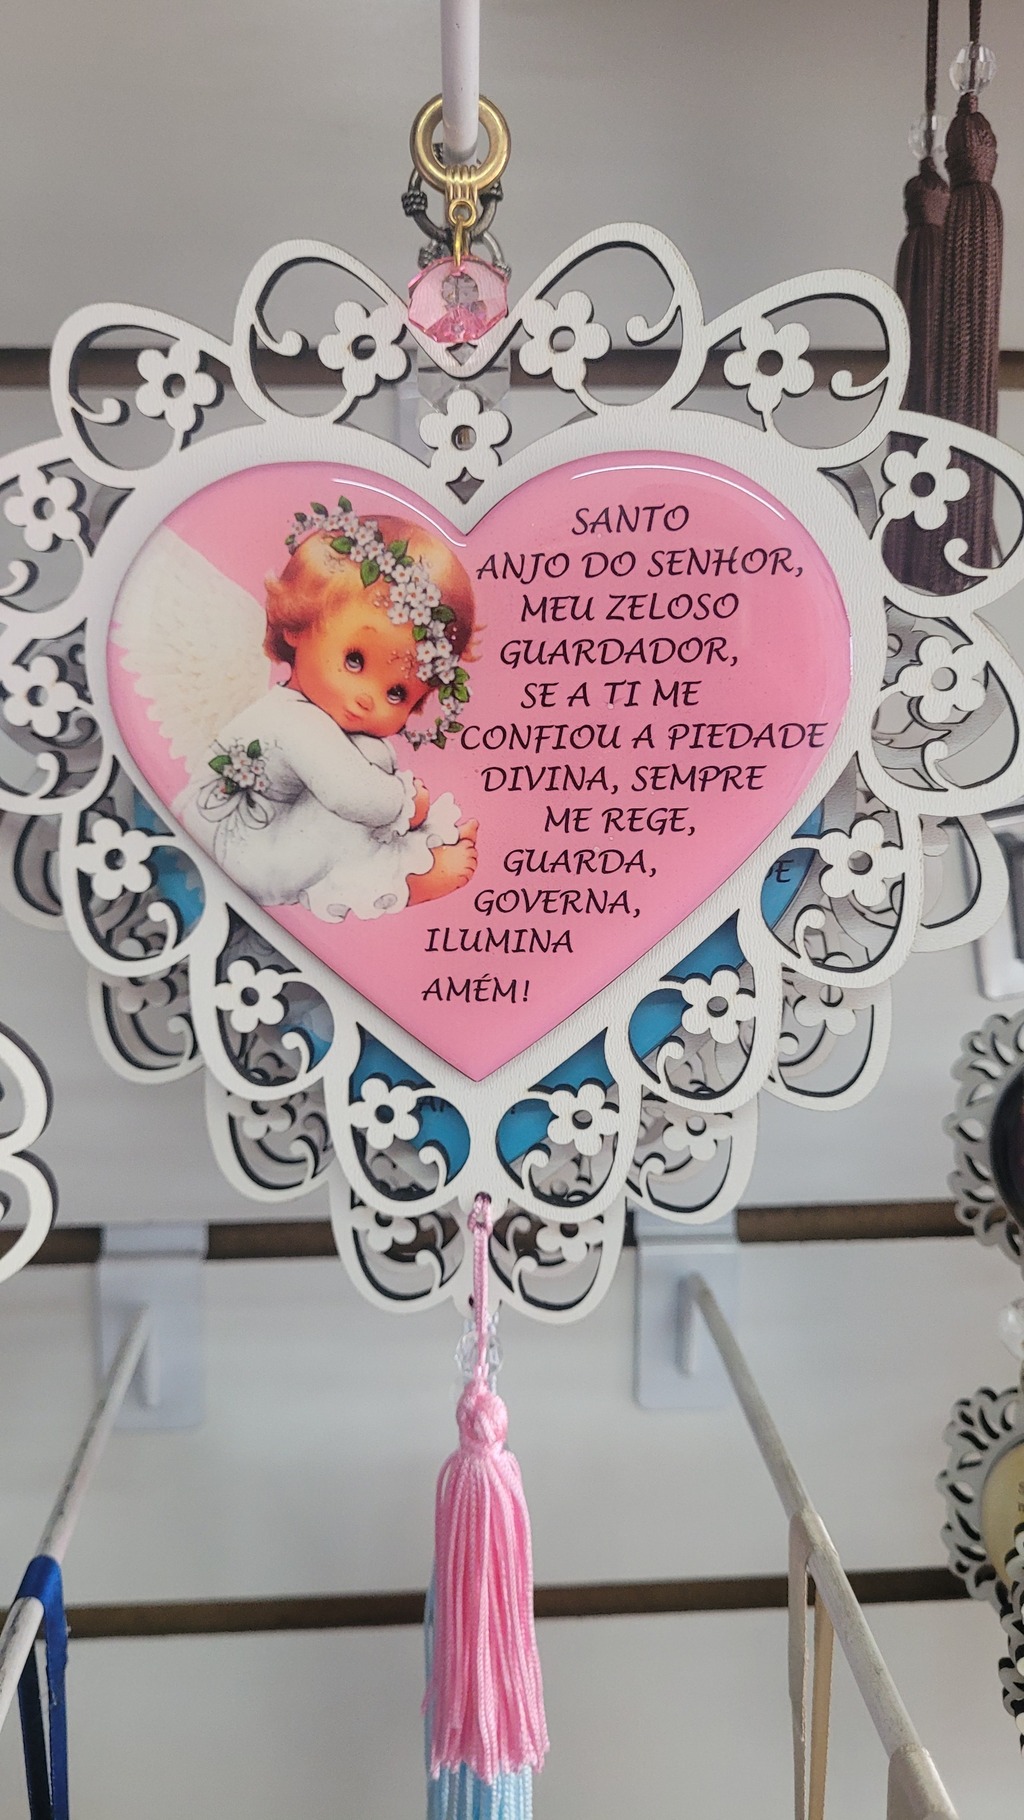 SANTO
ANJO DO SENHOR,
MEU ZELOSO
GUARDADOR,
SE A TI ME
CONFIOU A PIEDADE
DIVINA, SEMPRE
ME REGE,
GUARDA,
GOVERNA,
ILUMINA
AMÉM!